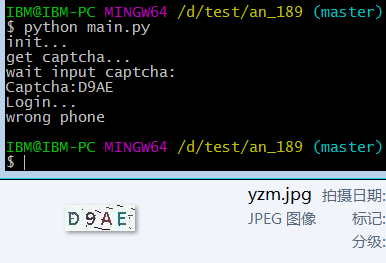 IBM@IBM-PC MINGW64 /d/test/an_189 (master)
$ python main.py
init...
get captcha...
wait input captcha:
Captcha:D9AE
Login...
wrong phone
IBM@IBM-PC MINGW64 /d/test/an_189 (master)
$
yzm.jpg 拍摄日期:
JPEG 图像 标记:
D9AE
分级: